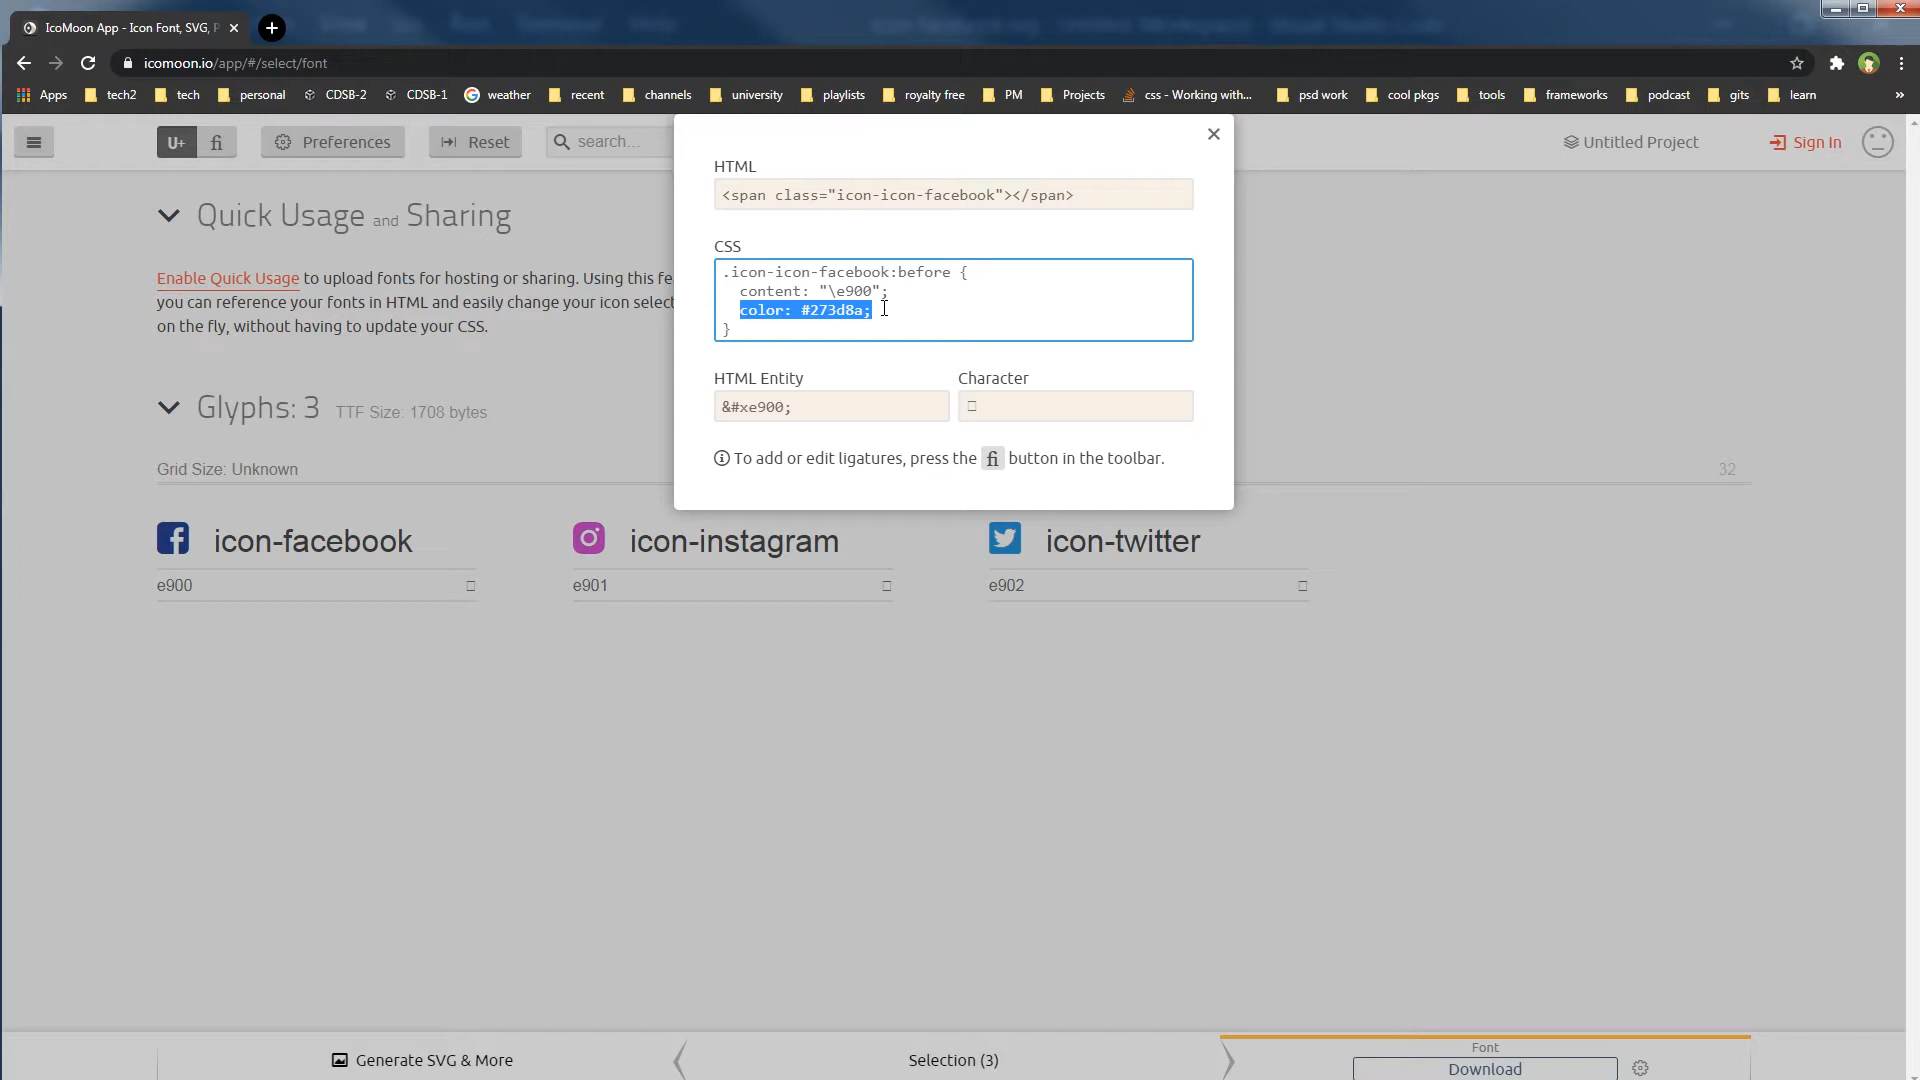 IcoMoon App - Icon Font, SVG, P
icomoon.io/app/#/select/font
Apps tech2 tech personal CDSB-2 CDSB-1 weather recent channels university playlists royalty free PM Projects css - Working with... psd work cool pkgs tools frameworks podcast gits learn »
U+ fi Preferences Reset search... Untitled Project Sign In
HTML
<span class="icon-icon-facebook"></span>
CSS
.icon-icon-facebook:before {
content: "\e900";
color: #273d8a;
}
HTML Entity Character
&#xe900;
To add or edit ligatures, press the fi button in the toolbar.
Quick Usage and Sharing
Enable Quick Usage to upload fonts for hosting or sharing. Using this fea
you can reference your fonts in HTML and easily change your icon select
on the fly, without having to update your CSS.
Glyphs: 3 TTF Size: 1708 bytes
Grid Size: Unknown 32
icon-facebook icon-instagram icon-twitter
e900 e901 e902
Generate SVG & More Selection (3) Font
Download